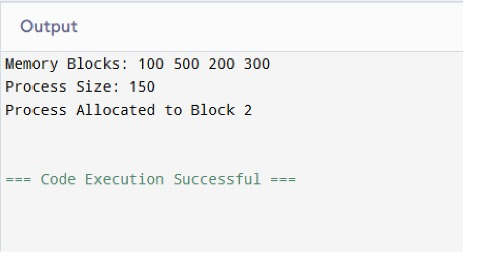 Output
Memory Blocks: 100 500 200 300
Process Size: 150
Process Allocated to Block 2
=== Code Execution Successful ===